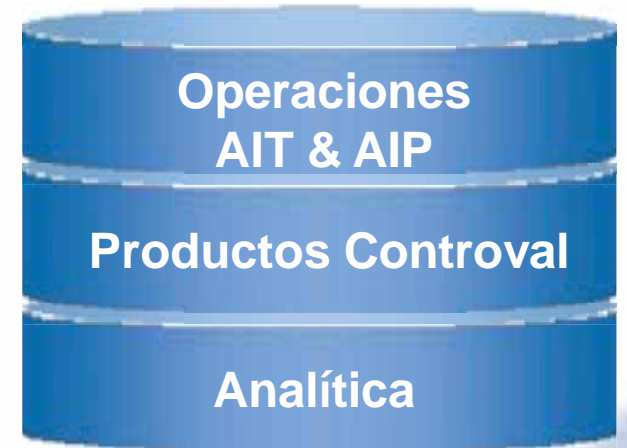 Operaciones
AIT & AIP
Productos Controval
Analítica